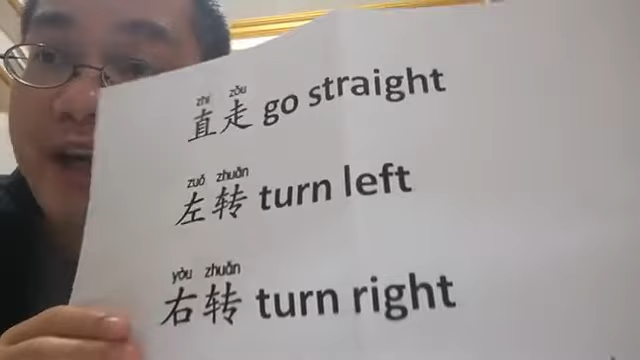 zhí zǒu
直走 go straight
zuǒ zhuǎn
左转 turn left
yòu zhuǎn
右转 turn right